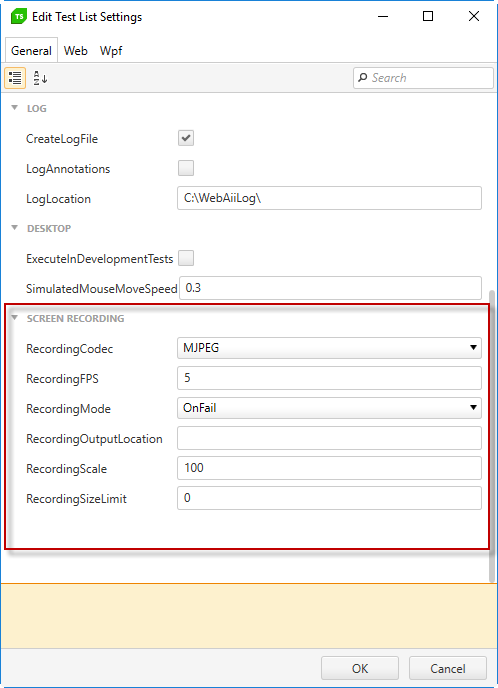 TS Edit Test List Settings
General Web Wpf
A Z Search
LOG
CreateLogFile
LogAnnotations
LogLocation C:\WebAiiLog\
DESKTOP
ExecuteInDevelopmentTests
SimulatedMouseMoveSpeed 0.3
SCREEN RECORDING
RecordingCodec MJPEG
RecordingFPS 5
RecordingMode OnFail
RecordingOutputLocation
RecordingScale 100
RecordingSizeLimit 0
OK Cancel